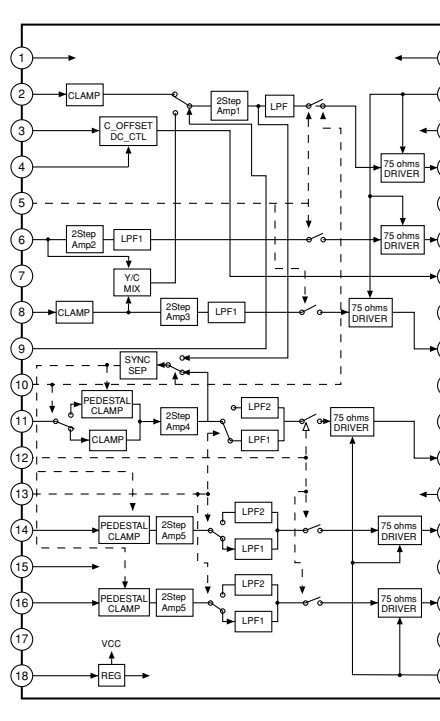 1
2
CLAMP
2Step
Amp1
LPF
3
C_OFFSET
DC_CTL
4
75 ohms
DRIVER
5
6
2Step
Amp2
LPF1
75 ohms
DRIVER
7
Y/C
MIX
8
CLAMP
2Step
Amp3
LPF1
75 ohms
DRIVER
9
SYNC
SEP
10
PEDESTAL
CLAMP
LPF2
11
2Step
Amp4
75 ohms
DRIVER
CLAMP
LPF1
12
13
LPF2
14
PEDESTAL
CLAMP
2Step
Amp5
75 ohms
DRIVER
LPF1
15
LPF2
16
PEDESTAL
CLAMP
2Step
Amp5
75 ohms
DRIVER
LPF1
17
VCC
18
REG